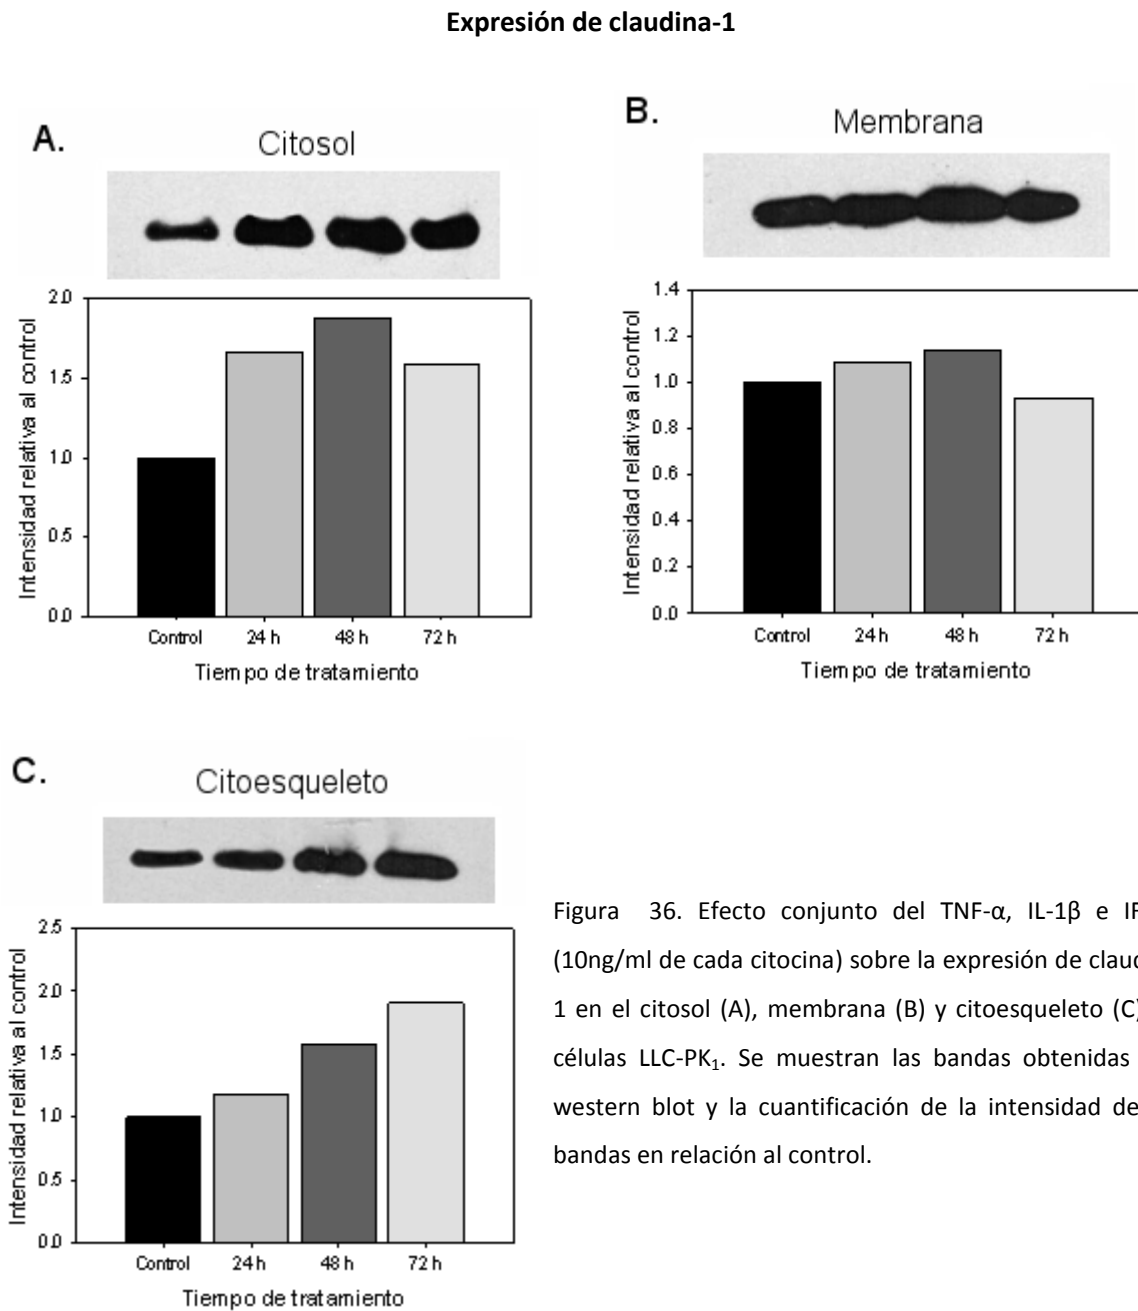 Expresión de claudina-1
A.
Citosol
Intensidad relativa al control
2.0
1.5
1.0
0.5
0.0
Control 24 h 48 h 72 h
Tiempo de tratamiento
B.
Membrana
Intensidad relativa al control
1.4
1.2
1.0
0.8
0.6
0.4
0.2
0.0
Control 24 h 48 h 72 h
Tiempo de tratamiento
C.
Citoesqueleto
Intensidad relativa al control
2.5
2.0
1.5
1.0
0.5
0.0
Control 24 h 48 h 72 h
Tiempo de tratamiento
Figura 36. Efecto conjunto del TNF-α, IL-1β e
(10ng/ml de cada citocina) sobre la expresión de
1 en el citosol (A), membrana (B) y citoesqueleto (C)
células LLC-PK₁. Se muestran las bandas obtenidas
western blot y la cuantificación de la intensidad de
bandas en relación al control.